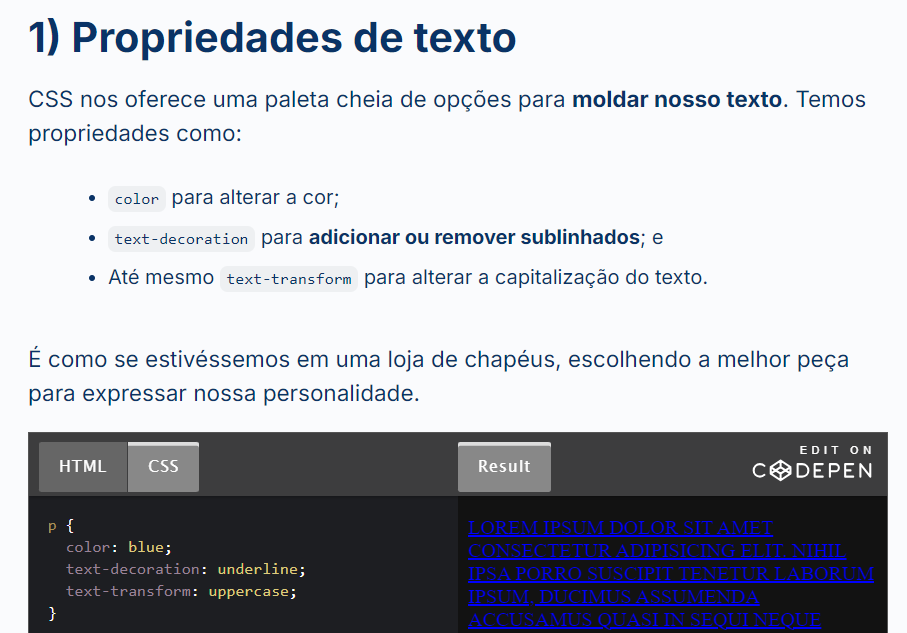 1) Propriedades de texto
CSS nos oferece uma paleta cheia de opções para moldar nosso texto. Temos
propriedades como:
• color para alterar a cor;
• text-decoration para adicionar ou remover sublinhados; e
• Até mesmo text-transform para alterar a capitalização do texto.
É como se estivéssemos em uma loja de chapéus, escolhendo a melhor peça
para expressar nossa personalidade.
HTML CSS Result EDIT ON
CODEPEN
p {
color: blue;
text-decoration: underline;
text-transform: uppercase;
}
LOREM IPSUM DOLOR SIT AMET
CONSECTETUR ADIPISICING ELIT. NIHIL
IPSA PORRO SUSCIPIT TENETUR LABORUM
IPSUM, DUCIMUS ASSUMENDA
ACCUSAMUS QUASI IN SEQUI NEQUE